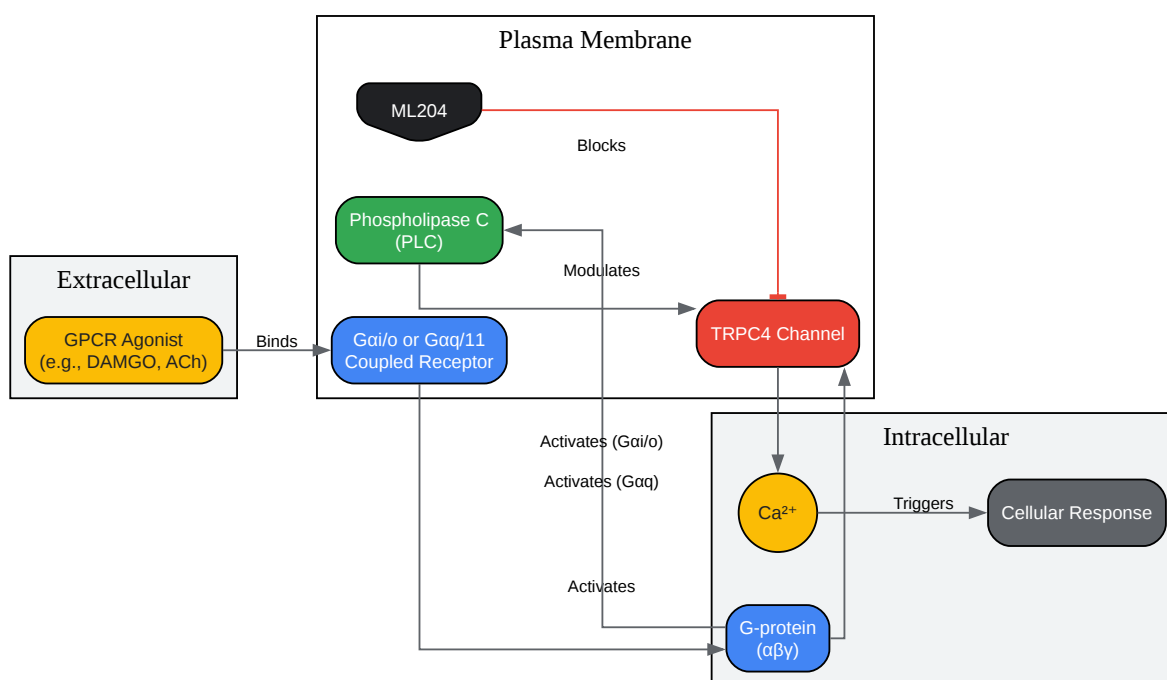 Plasma Membrane
ML204
Blocks
Phospholipase C
(PLC)
Modulates
Extracellular
GPCR Agonist
(e.g., DAMGO, ACh)
Binds
Gαi/o or Gαq/11
Coupled Receptor
TRPC4 Channel
Intracellular
Activates (Gαi/o)
Activates (Gαq)
Ca²⁺
Triggers
Cellular Response
Activates
G-protein
(αβγ)